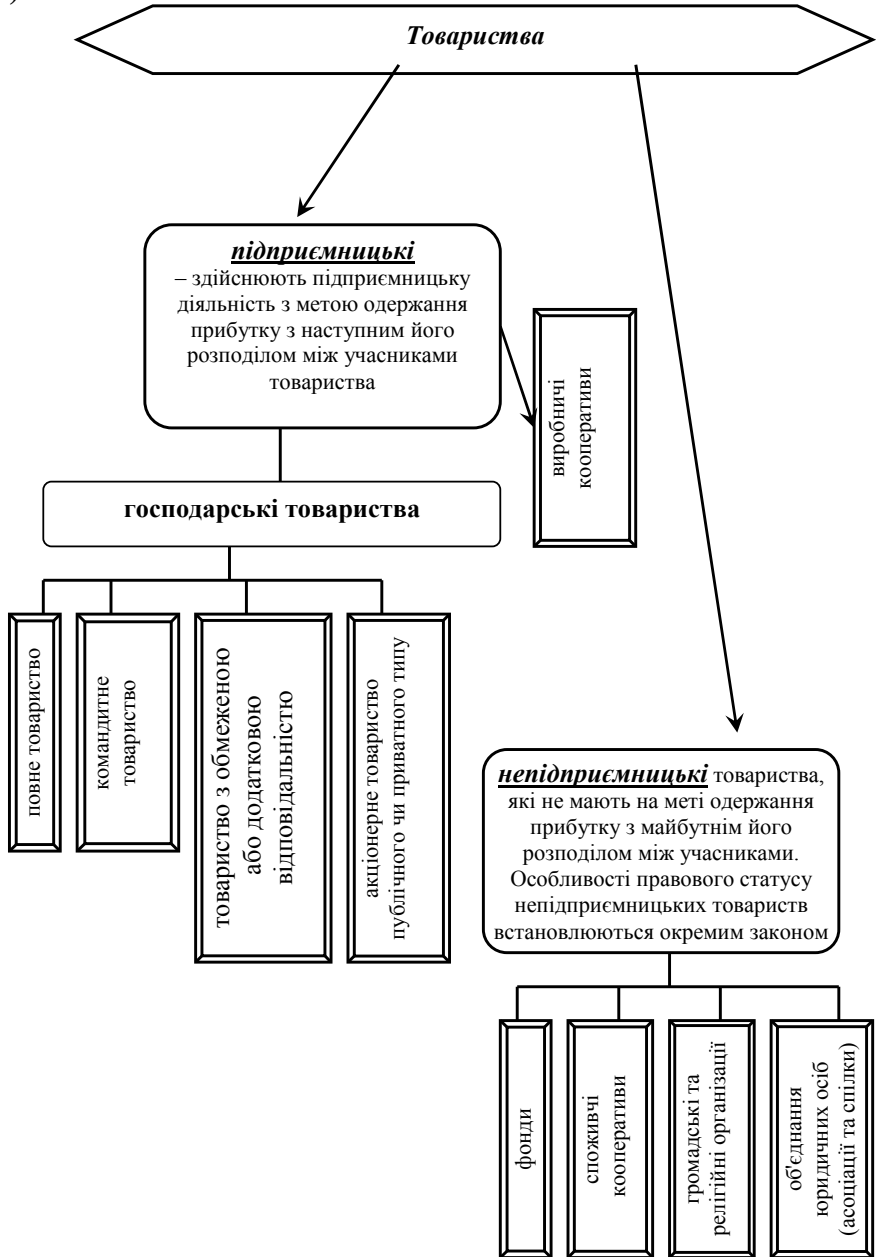 )
Товариства
підприємницькі
– здійснюють підприємницьку
діяльність з метою одержання
прибутку з наступним його
розподілом між учасниками
товариства
виробничі
кооперативи
господарські товариства
повне товариство
командитне
товариство
товариство з обмеженою
або додатковою
відповідальністю
акціонерне товариство
публічного чи приватного типу
непідприємницькі товариства,
які не мають на меті одержання
прибутку з майбутнім його
розподілом між учасниками.
Особливості правового статусу
непідприємницьких товариств
встановлюються окремим законом
фонди
споживчі
кооперативи
громадські та
релігійні організації
об'єднання
юридичних осіб
(асоціації та спілки)